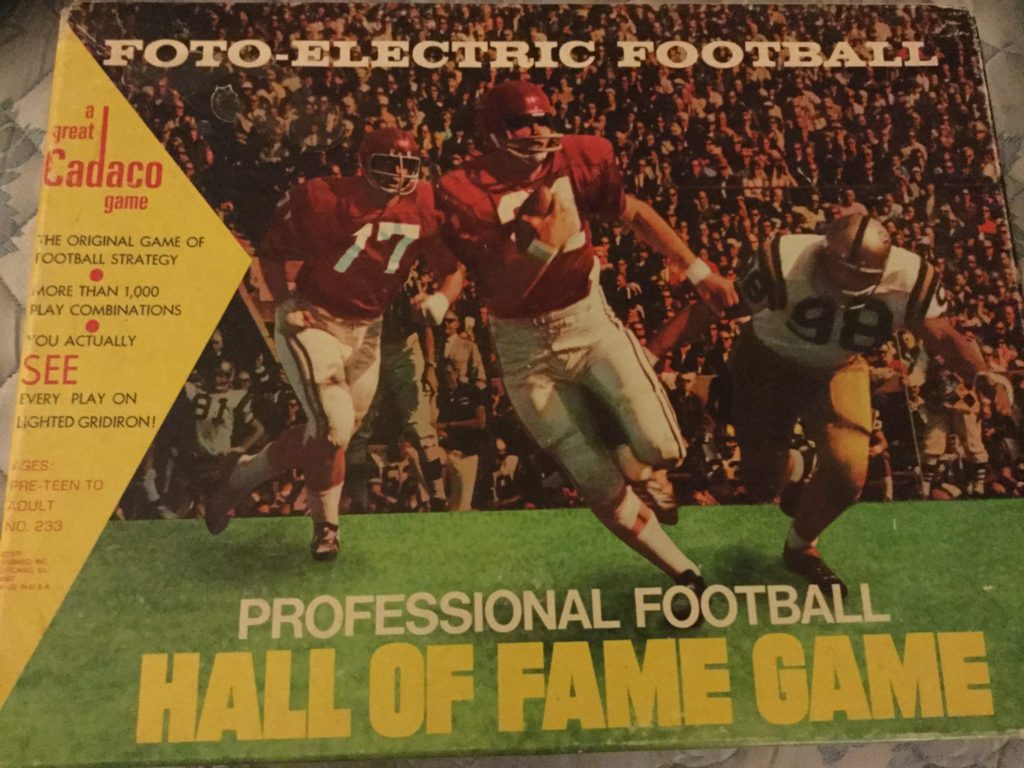 FOTO-ELECTRIC FOOTBALL
a
great
Cadaco
game
THE ORIGINAL GAME OF
FOOTBALL STRATEGY
MORE THAN 1,000
PLAY COMBINATIONS
YOU ACTUALLY
SEE
EVERY PLAY ON
LIGHTED GRIDIRON!
AGES:
PRE-TEEN TO
ADULT
NO. 233
17
98
81
PROFESSIONAL FOOTBALL
HALL OF FAME GAME